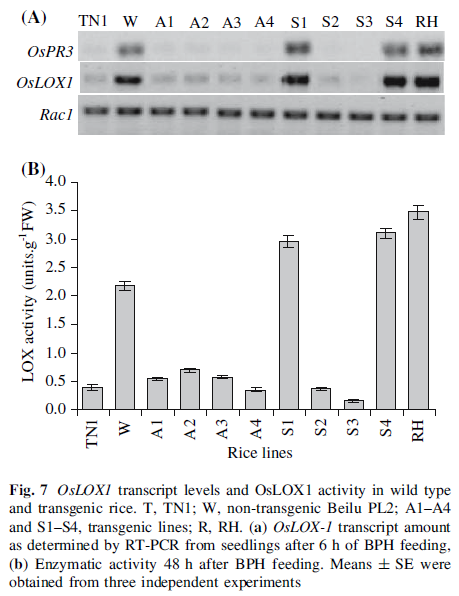 (A)
TN1 W A1 A2 A3 A4 S1 S2 S3 S4 RH
OsPR3
OsLOX1
Rac1
(B)
LOX activity (units.g-1 FW)
4.0
3.5
3.0
2.5
2.0
1.5
1.0
0.5
0.0
TN1 W A1 A2 A3 A4 S1 S2 S3 S4 RH
Rice lines
Fig. 7 OsLOX1 transcript levels and OsLOX1 activity in wild type
and transgenic rice. T, TN1; W, non-transgenic Beilu PL2; A1–A4
and S1–S4, transgenic lines; R, RH. (a) OsLOX-1 transcript amount
as determined by RT-PCR from seedlings after 6 h of BPH feeding,
(b) Enzymatic activity 48 h after BPH feeding. Means ± SE were
obtained from three independent experiments